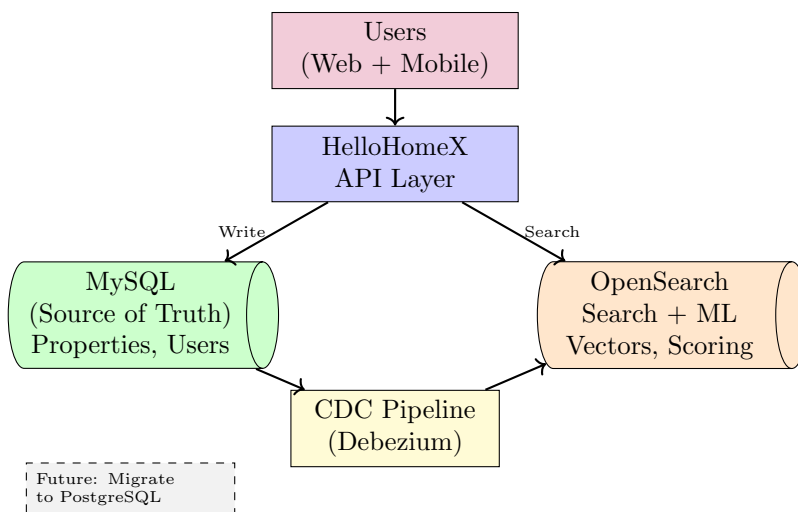 Users
(Web + Mobile)
HelloHomeX
API Layer
Write
Search
MySQL
(Source of Truth)
Properties, Users
OpenSearch
Search + ML
Vectors, Scoring
CDC Pipeline
(Debezium)
Future: Migrate
to PostgreSQL